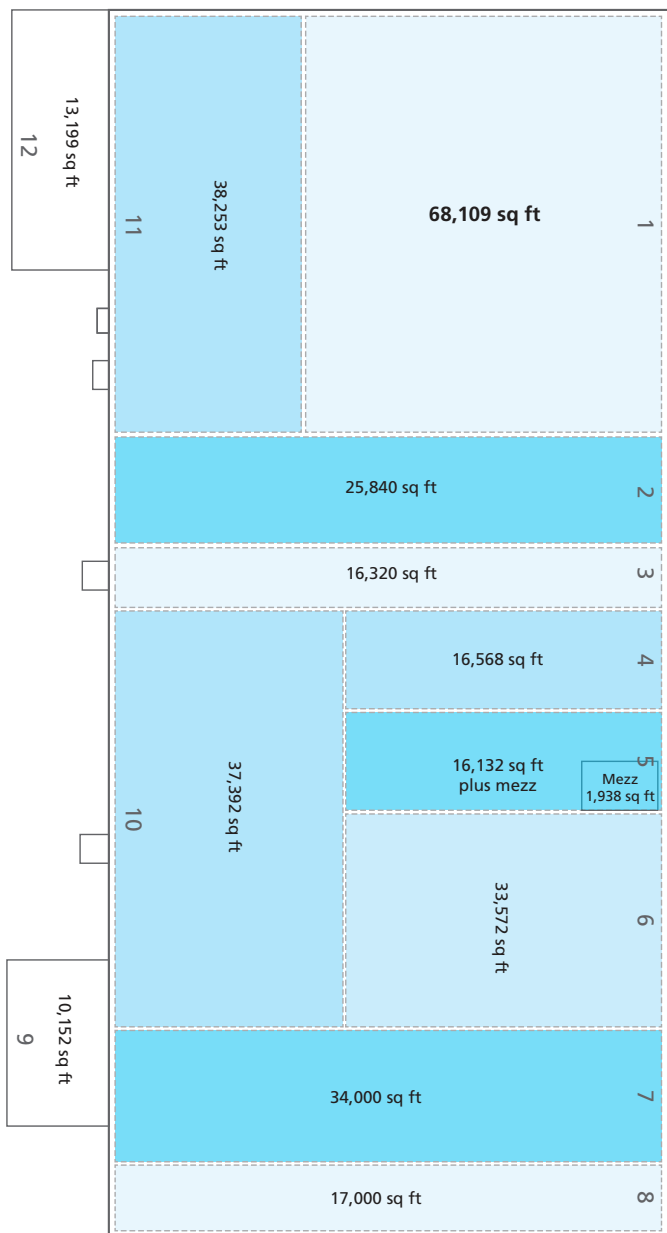 13,199 sq ft
12
38,253 sq ft
11
68,109 sq ft
1
25,840 sq ft
2
16,320 sq ft
3
16,568 sq ft
4
16,132 sq ft
plus mezz
5
Mezz
1,938 sq ft
37,392 sq ft
10
33,572 sq ft
6
10,152 sq ft
9
34,000 sq ft
7
17,000 sq ft
8